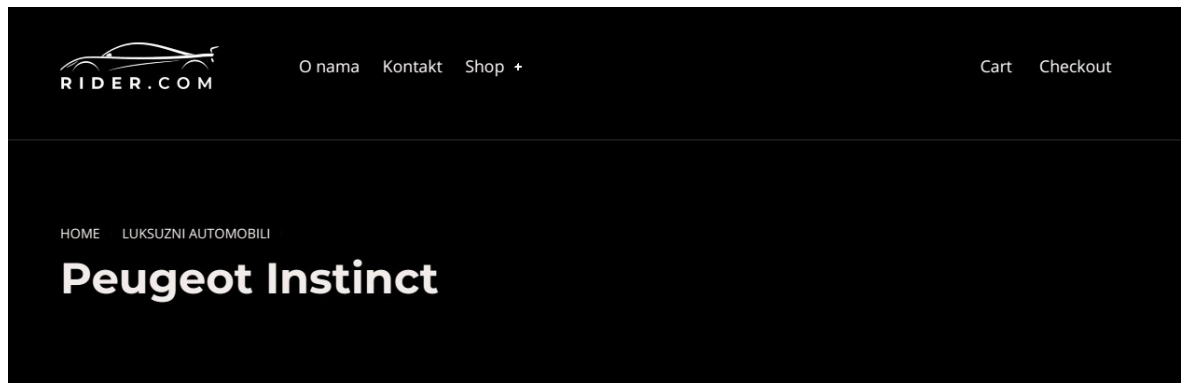 RIDER.COM
O nama Kontakt Shop + Cart Checkout
HOME LUKSUZNI AUTOMOBILI
Peugeot Instinct